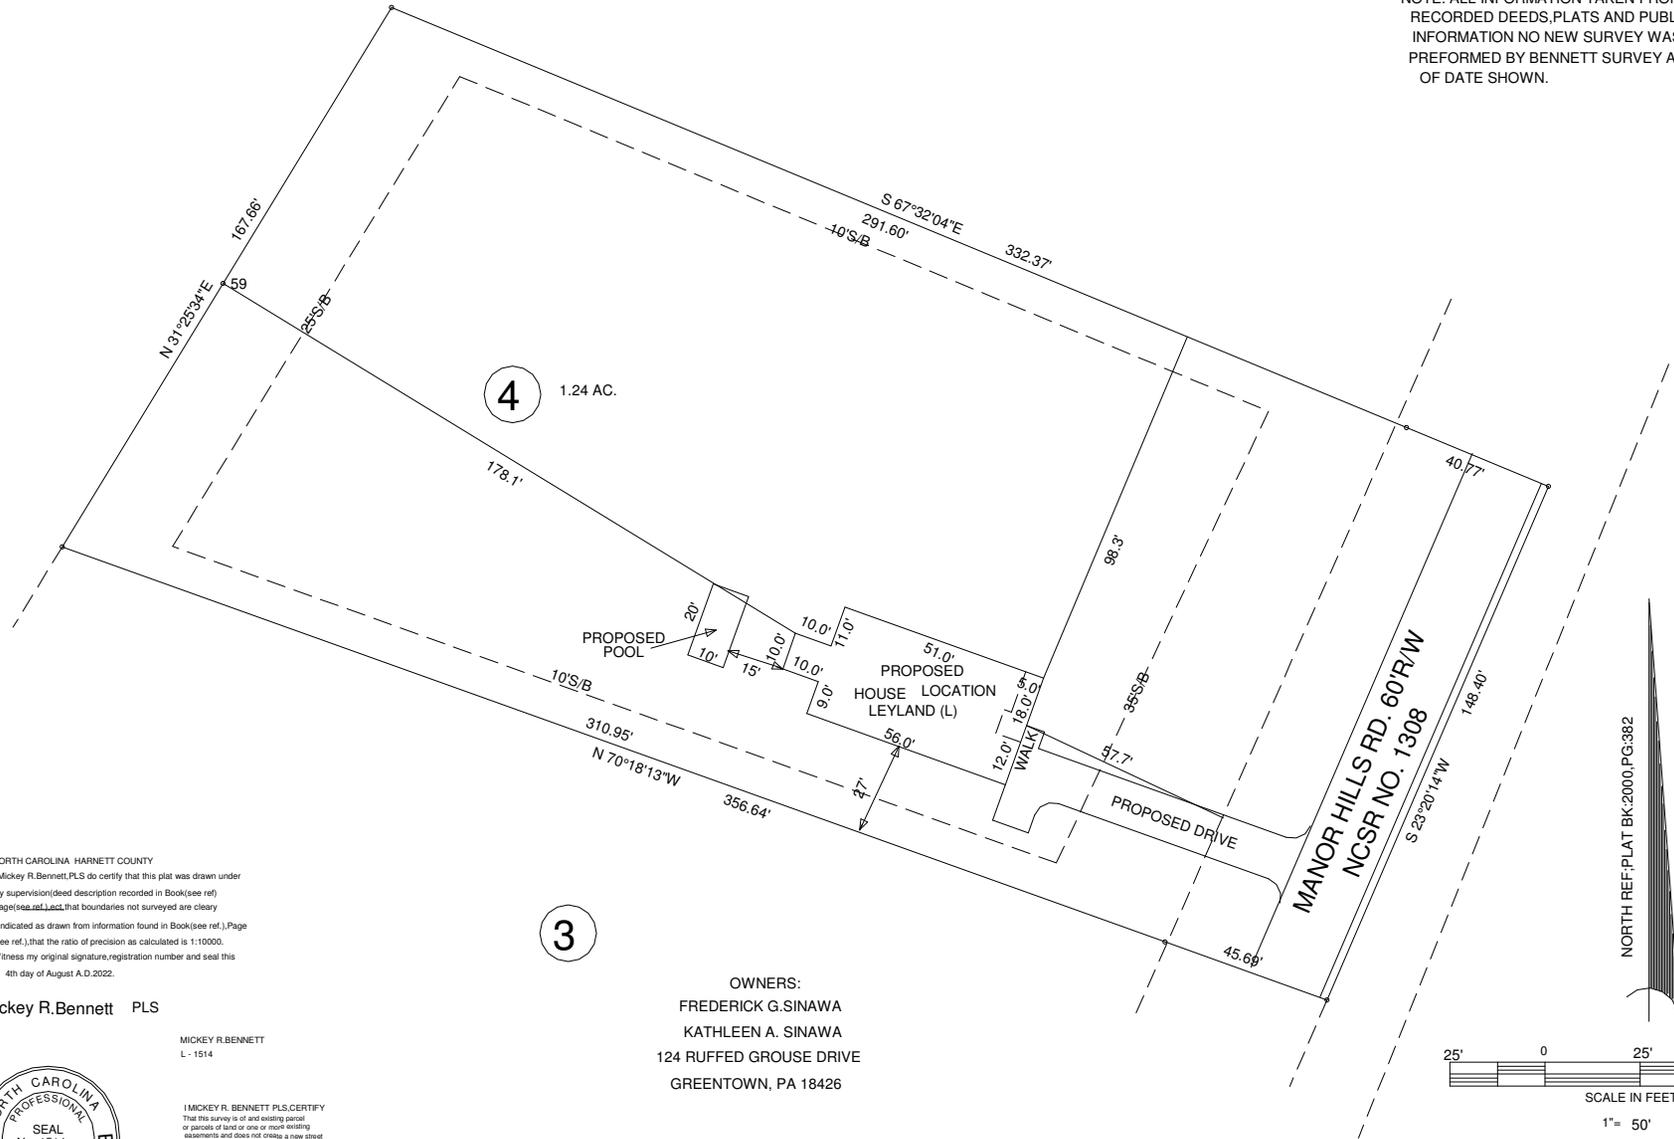 NOTE: ALL INFORMATION TAKEN FROM
RECORDED DEEDS,PLATS AND PUBL
INFORMATION NO NEW SURVEY WAS
PREFORMED BY BENNETT SURVEY A
OF DATE SHOWN.
167.66'
N 31°25'34"E
59
25'S/B
S 67°32'04"E
291.60'
10'S/B
332.37'
4
1.24 AC.
178.1'
98.3'
40.77'
20'
10'
PROPOSED
POOL
15'
10.0'
10.0'
11.0'
10.0'
9.0'
51.0'
PROPOSED
HOUSE LOCATION
LEYLAND (L)
5.0'
18.0'
12.0'
WALK
56.0'
27'
57.7'
35'S/B
PROPOSED DRIVE
MANOR HILLS RD. 60'R/W
NCSR NO. 1308
148.40'
S 23°20'14"W
10'S/B
310.95'
N 70°18'13"W
356.64'
45.69'
3
OWNERS:
FREDERICK G.SINAWA
KATHLEEN A. SINAWA
124 RUFFED GROUSE DRIVE
GREENTOWN, PA 18426
NORTH REF;PLAT BK:2000,PG:382
25' 0 25'
SCALE IN FEET
1"= 50'
ORTH CAROLINA HARNETT COUNTY
Mickey R.Bennett,PLS do certify that this plat was drawn under
y supervision(deed description recorded in Book(see ref)
age(see ref.),ect.that boundaries not surveyed are cleary
ndicated as drawn from information found in Book(see ref.),Page
ee ref.),that the ratio of precision as calculated is 1:10000.
itness my original signature,registration number and seal this
4th day of August A.D.2022.
ckey R.Bennett PLS
MICKEY R.BENNETT
L - 1514
RTH CAROLINA
PROFESSIONAL
SEAL
I MICKEY R. BENNETT PLS,CERTIFY
That this survey is of and existing parcel
or parcels of land or one or more existing
easements and does not create a new street